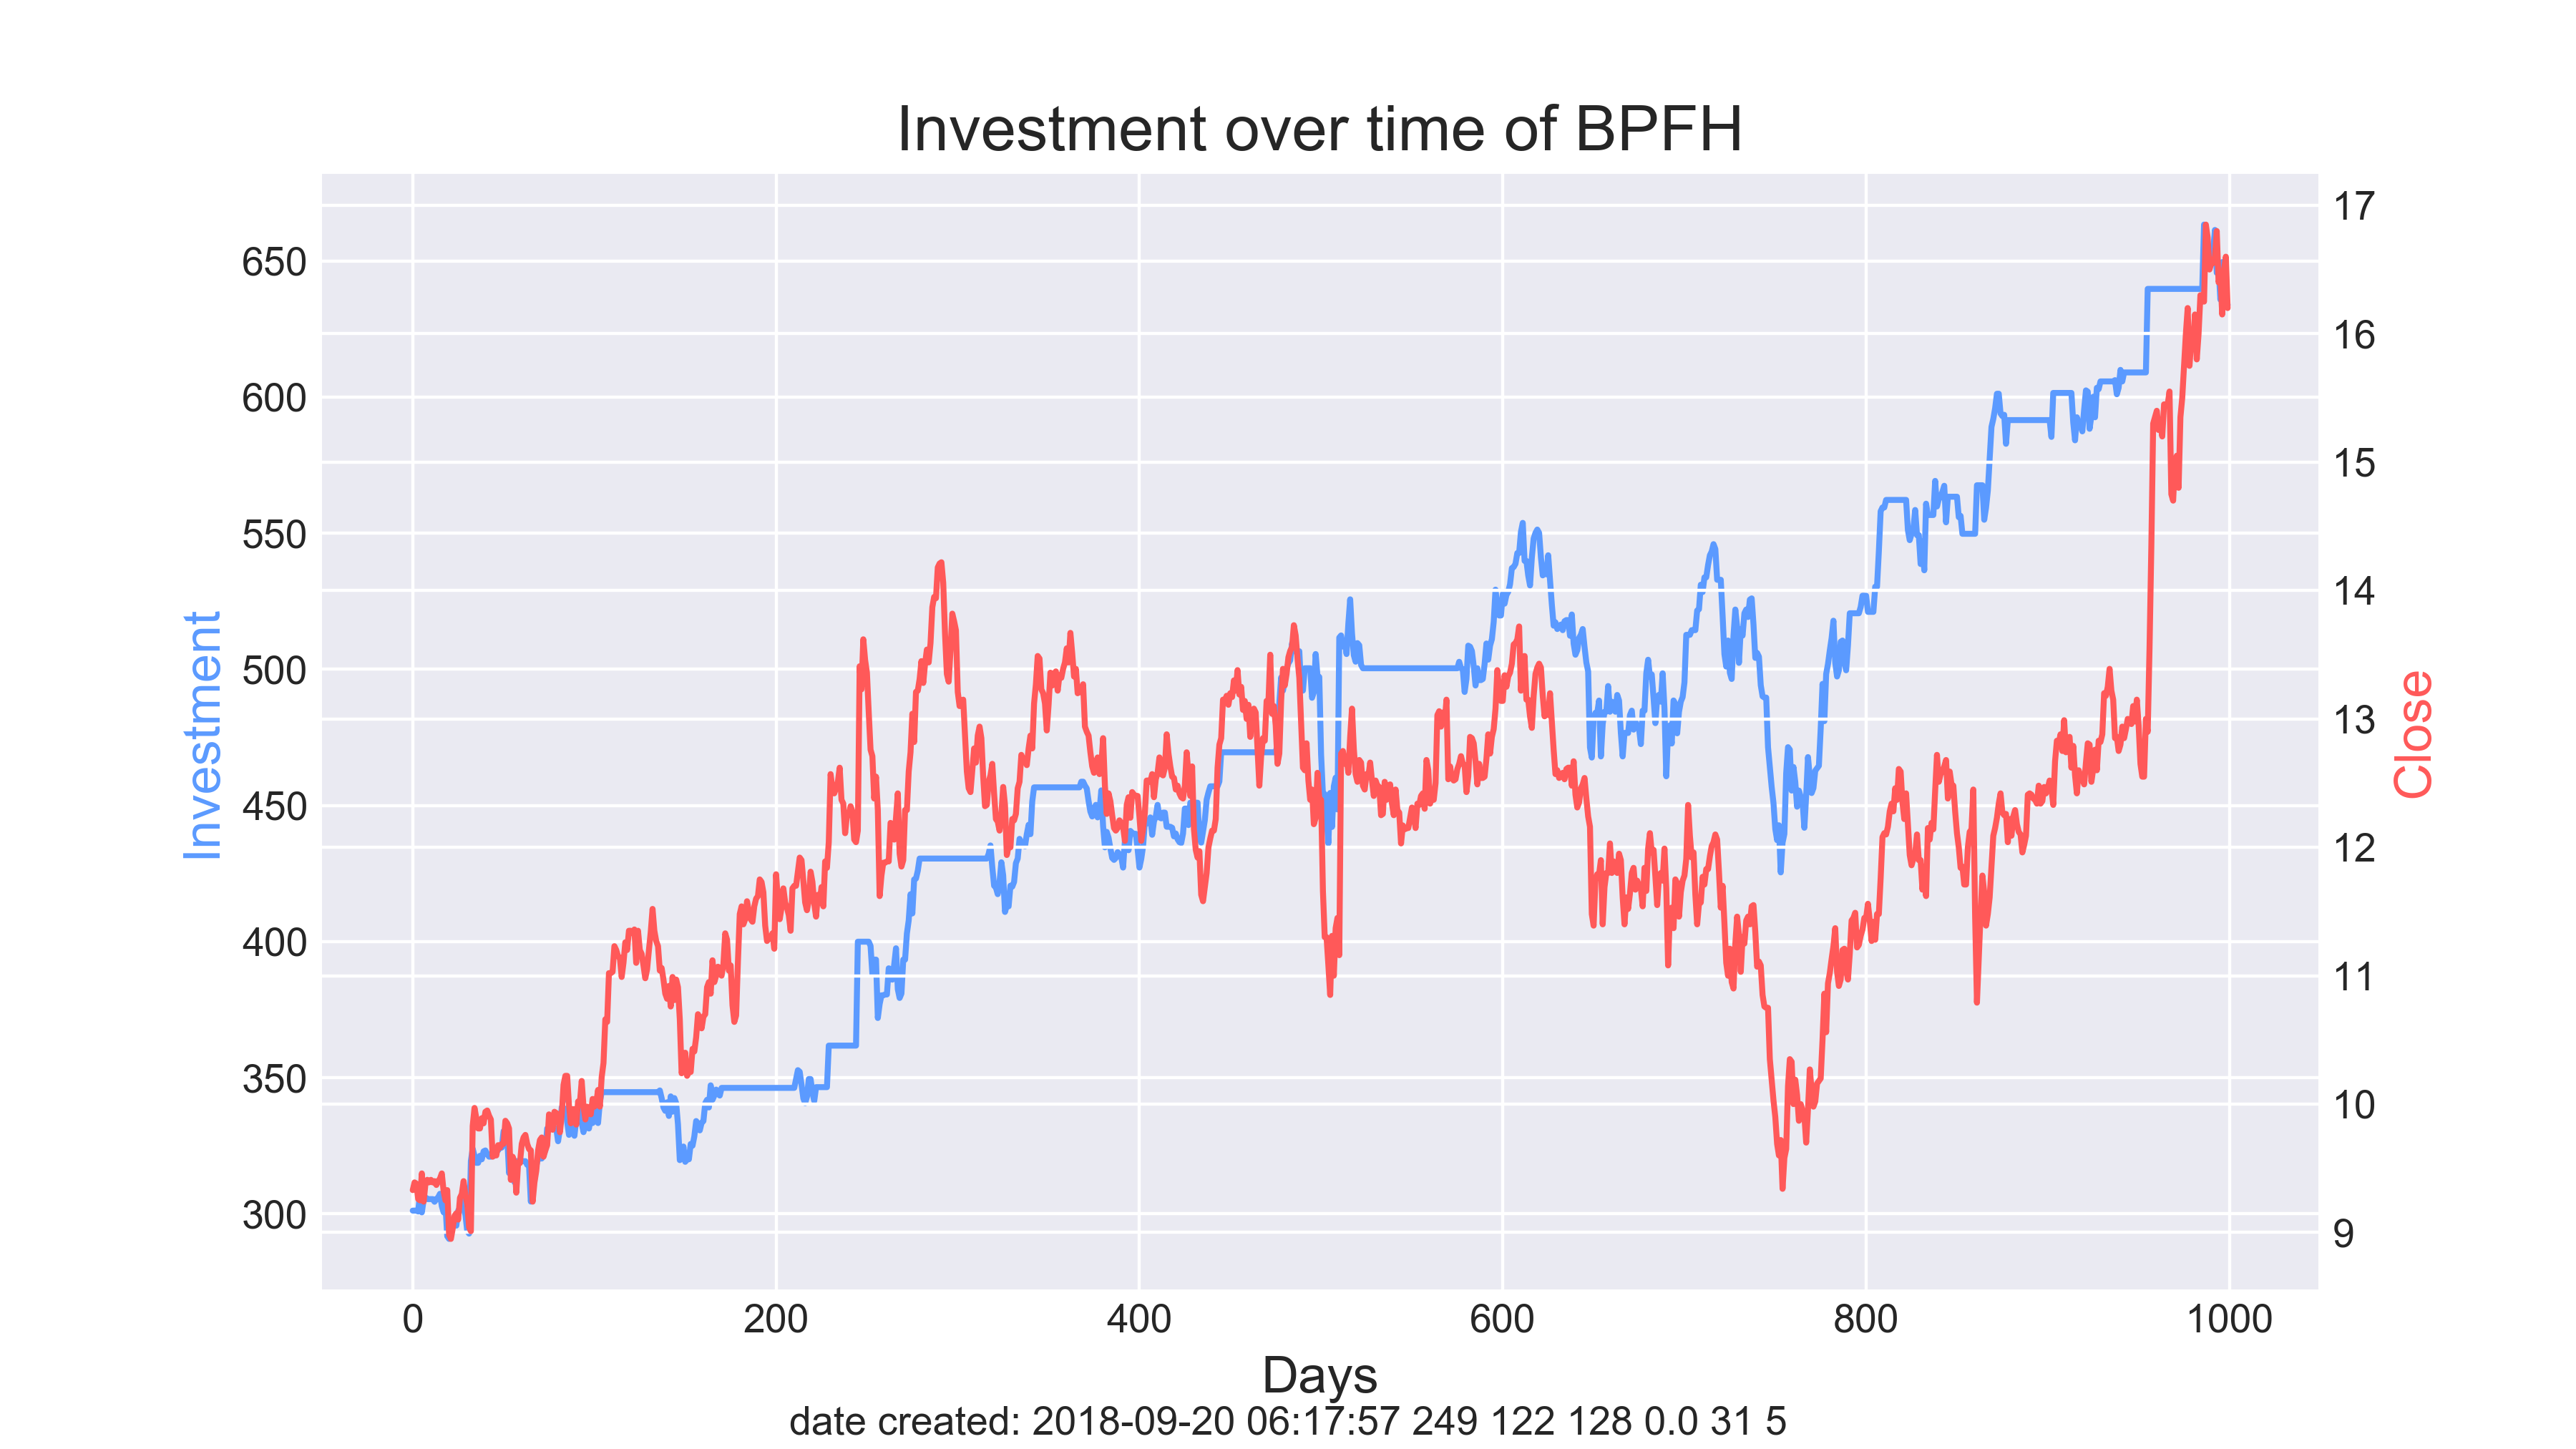 Investment over time of BPFH
Investment
650
600
550
500
450
400
350
300
17
16
15
14
13
12
11
10
9
Close
0 200 400 600 800 1000
Days
date created: 2018-09-20 06:17:57 249 122 128 0.0 31 5